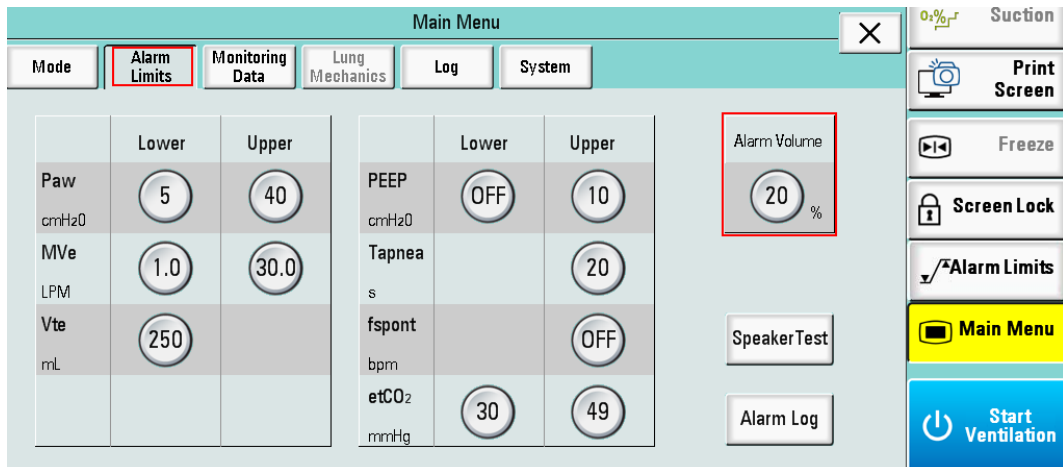 Main Menu
Mode
Alarm
Limits
Monitoring
Data
Lung
Mechanics
Log
System
Lower Upper
Paw
cmH20
5 40
MVe
LPM
1.0 30.0
Vte
mL
250
Lower Upper
PEEP
cmH20
OFF 10
Tapnea
s
20
fspont
bpm
OFF
etCO2
mmHg
30 49
Alarm Volume
20 %
SpeakerTest
Alarm Log
O2% Suction
Print
Screen
Freeze
Screen Lock
Alarm Limits
Main Menu
Start
Ventilation